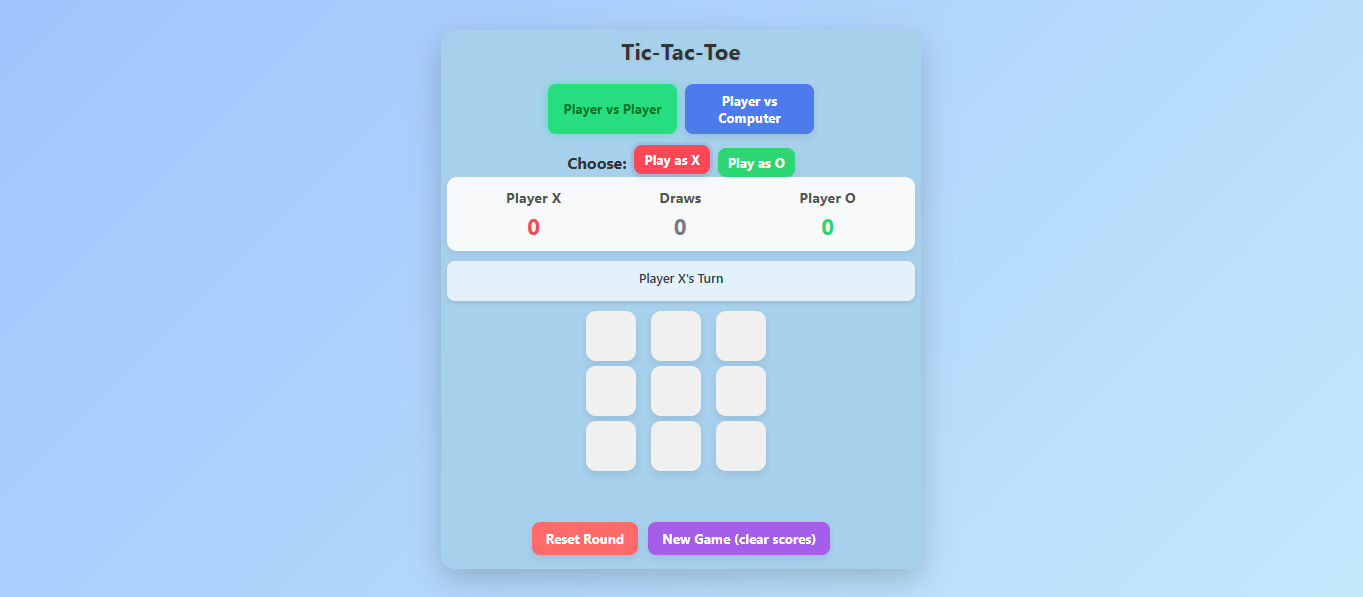 Tic-Tac-Toe
Player vs Player
Player vs
Computer
Choose: Play as X Play as O
Player X Draws Player O
0 0 0
Player X's Turn
Reset Round New Game (clear scores)